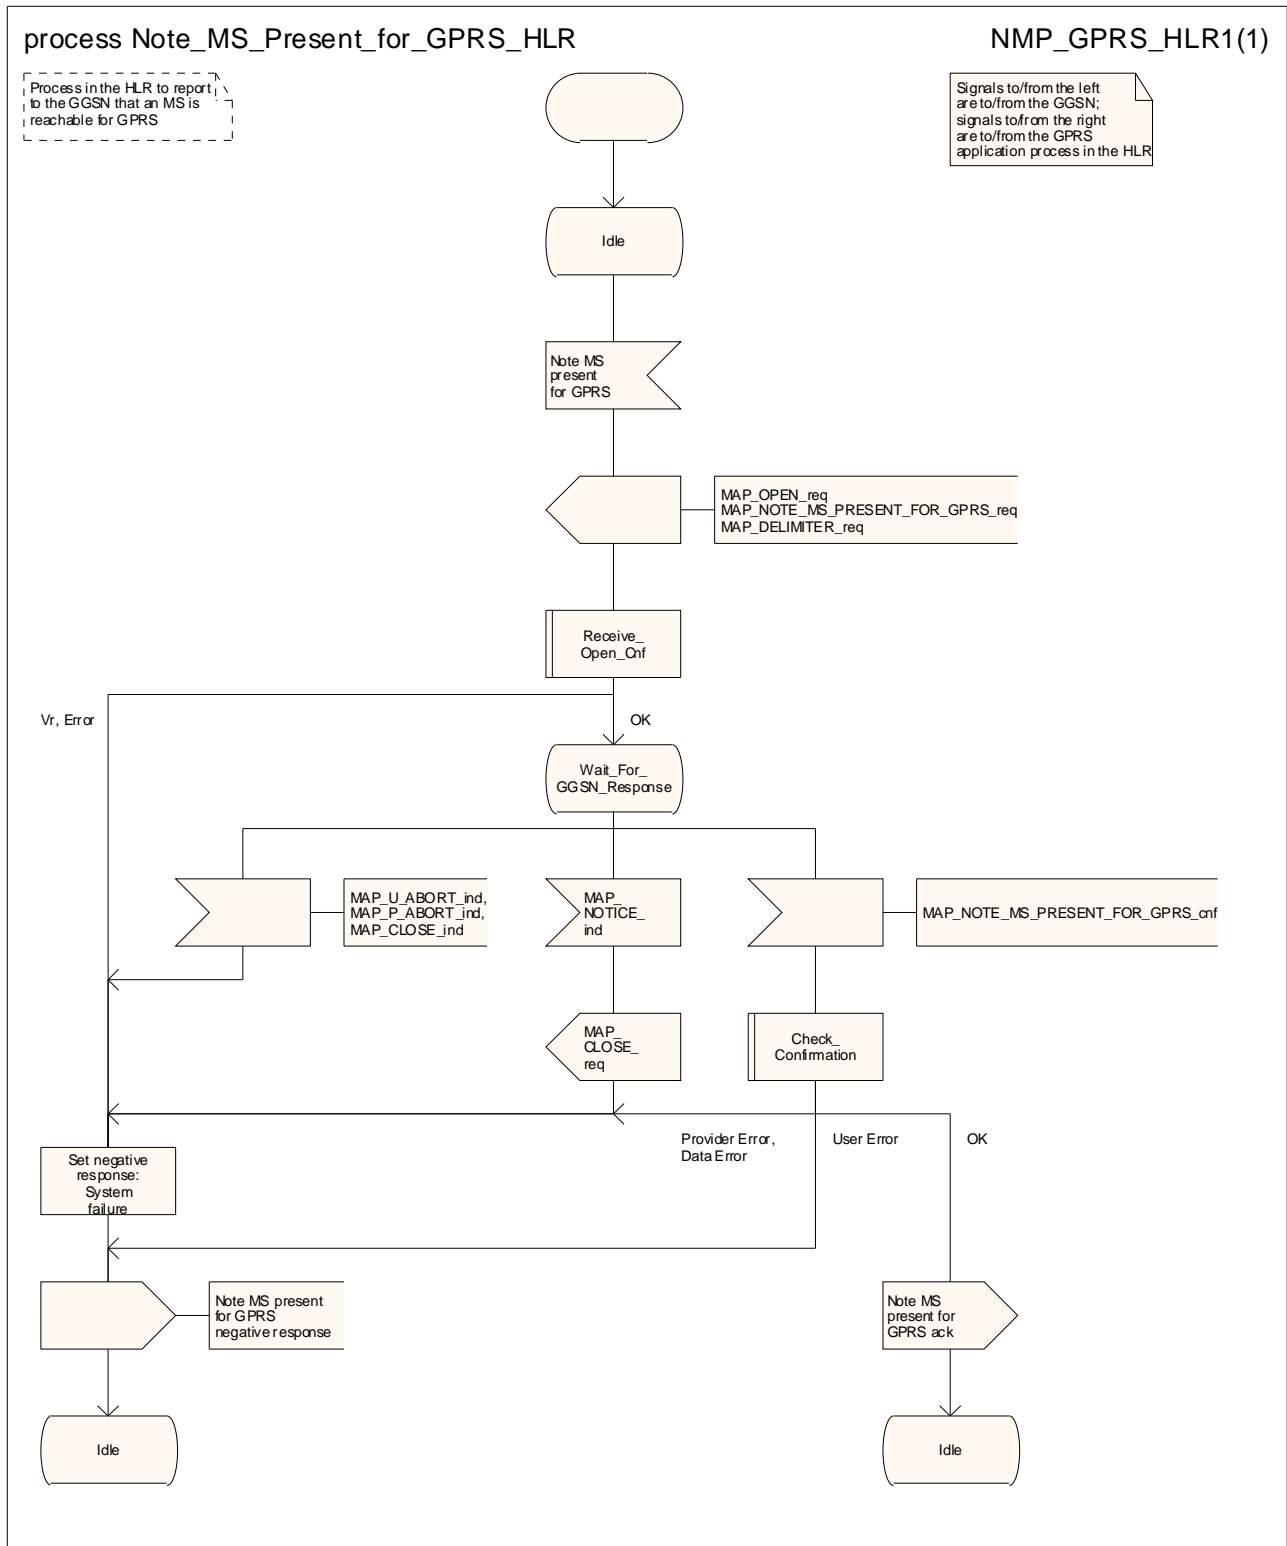 process Note_MS_Present_for_GPRS_HLR
NMP_GPRS_HLR1(1)
Process in the HLR to report
to the GGSN that an MS is
reachable for GPRS
Signals to/from the left
are to/from the GGSN;
signals to/from the right
are to/from the GPRS
application process in the HLR
Idle
Note MS
present
for GPRS
MAP_OPEN_req
MAP_NOTE_MS_PRESENT_FOR_GPRS_req
MAP_DELIMITER_req
Receive_
Open_Cnf
Vr, Error
OK
Wait_For_
GGSN_Response
MAP_U_ABORT_ind,
MAP_P_ABORT_ind,
MAP_CLOSE_ind
MAP_
NOTICE_
ind
MAP_NOTE_MS_PRESENT_FOR_GPRS_cnf
MAP_
CLOSE_
req
Check_
Confirmation
Provider Error,
Data Error
User Error
OK
Set negative
response:
System
failure
Note MS present
for GPRS
negative response
Note MS
present for
GPRS ack
Idle
Idle